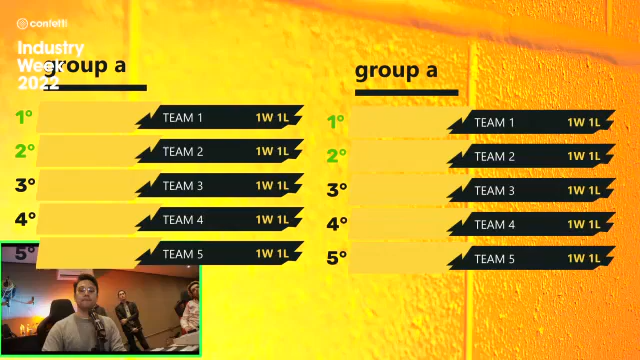 confetti
Industry
Week
2022
group a
1° TEAM 1 1W 1L
2° TEAM 2 1W 1L
3° TEAM 3 1W 1L
4° TEAM 4 1W 1L
5° TEAM 5 1W 1L
group a
1° TEAM 1 1W 1L
2° TEAM 2 1W 1L
3° TEAM 3 1W 1L
4° TEAM 4 1W 1L
5° TEAM 5 1W 1L